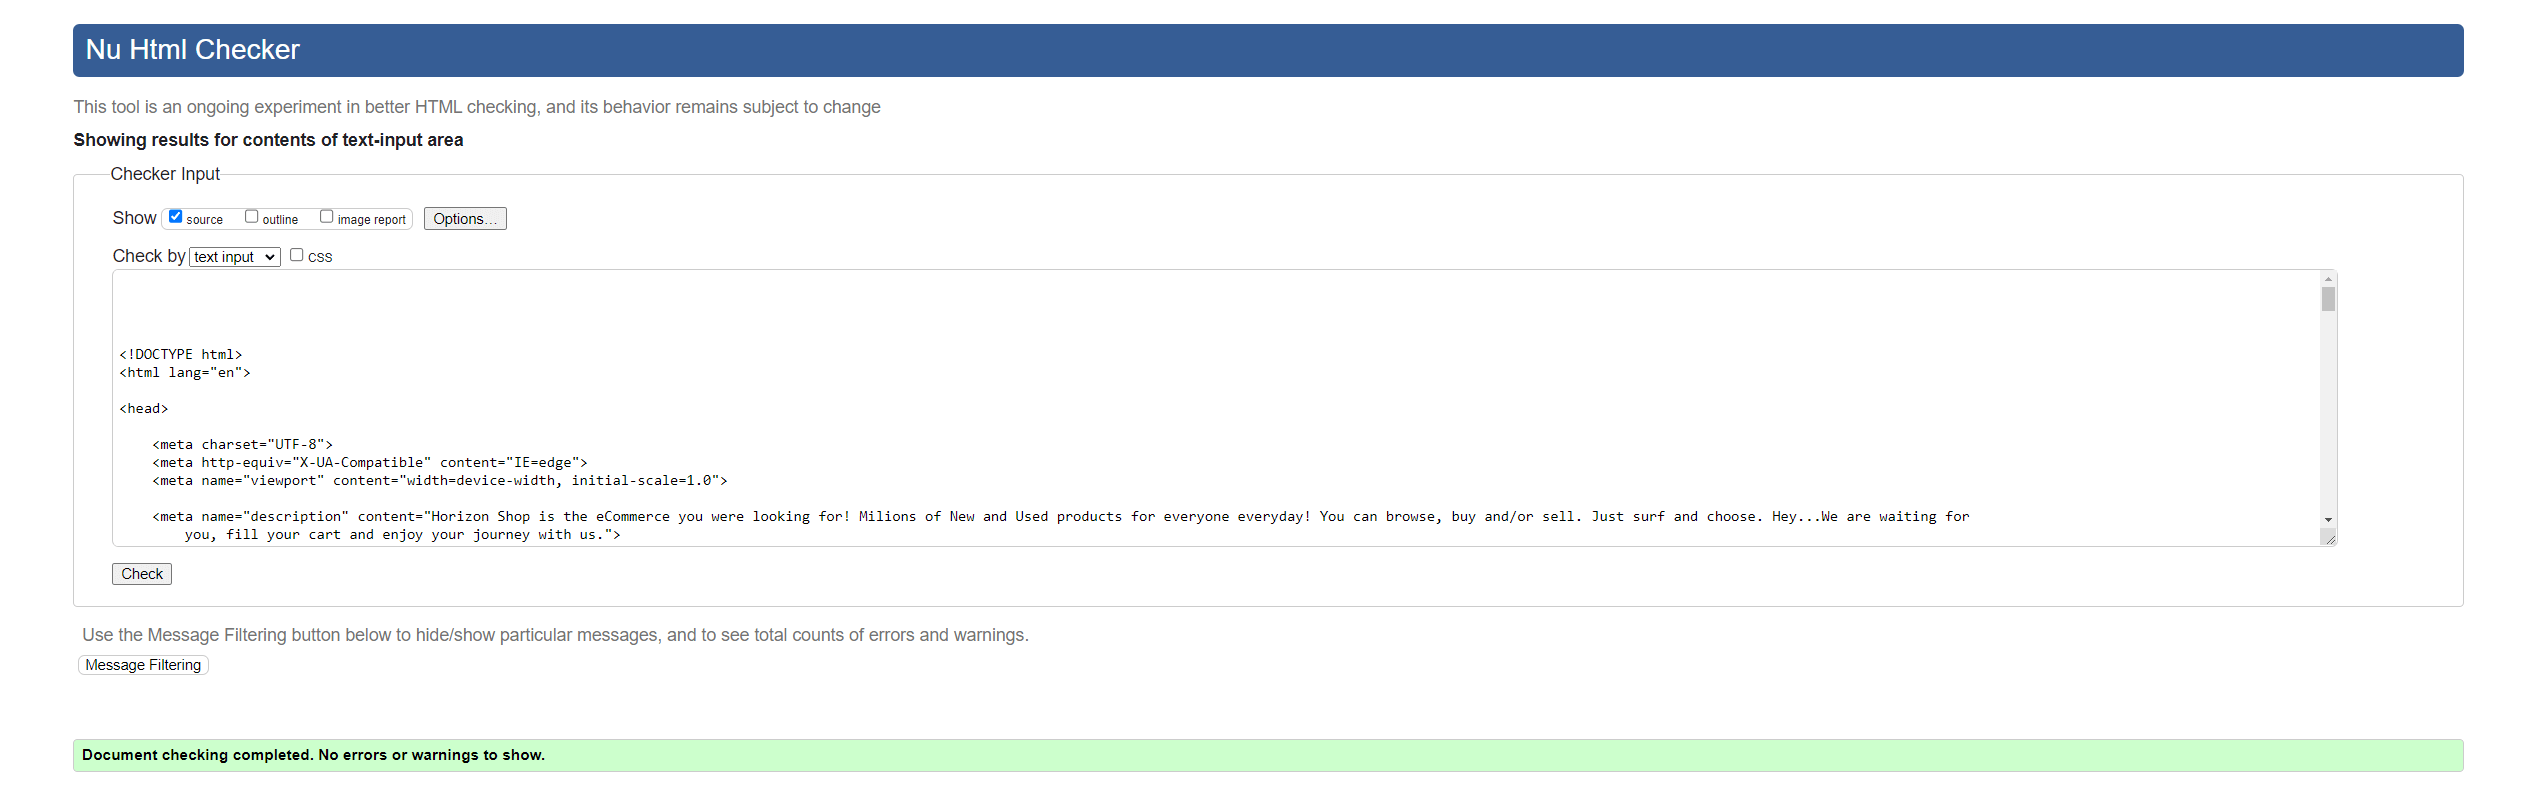 Nu Html Checker
This tool is an ongoing experiment in better HTML checking, and its behavior remains subject to change
Showing results for contents of text-input area
Checker Input
Show source outline image report Options...
Check by text input css
<!DOCTYPE html>
<html lang="en">
<head>
<meta charset="UTF-8">
<meta http-equiv="X-UA-Compatible" content="IE=edge">
<meta name="viewport" content="width=device-width, initial-scale=1.0">
<meta name="description" content="Horizon Shop is the eCommerce you were looking for! Milions of New and Used products for everyone everyday! You can browse, buy and/or sell. Just surf and choose. Hey...We are waiting for
you, fill your cart and enjoy your journey with us.">
Check
Use the Message Filtering button below to hide/show particular messages, and to see total counts of errors and warnings.
Message Filtering
Document checking completed. No errors or warnings to show.